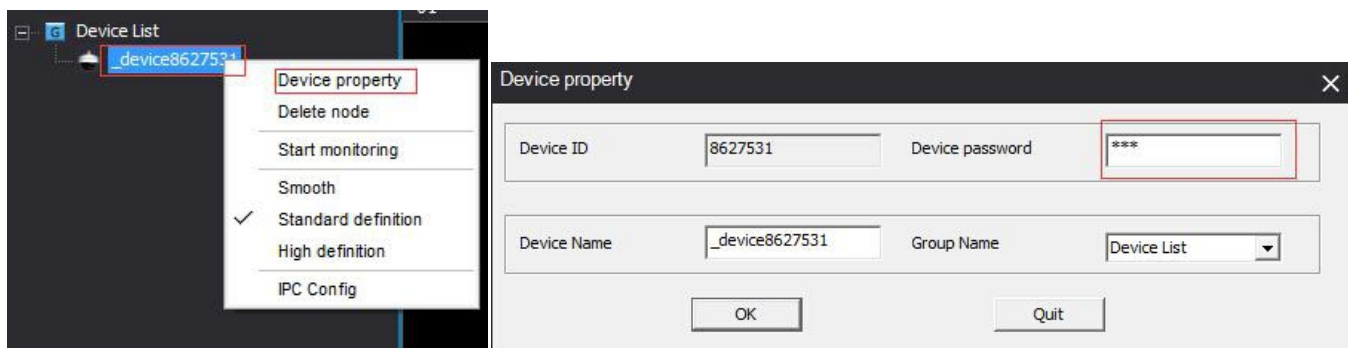 Device List
_device8627531
Device property
Delete node
Start monitoring
Smooth
Standard definition
High definition
IPC Config
Device property
Device ID
8627531
Device password
***
Device Name
_device8627531
Group Name
Device List
OK
Quit